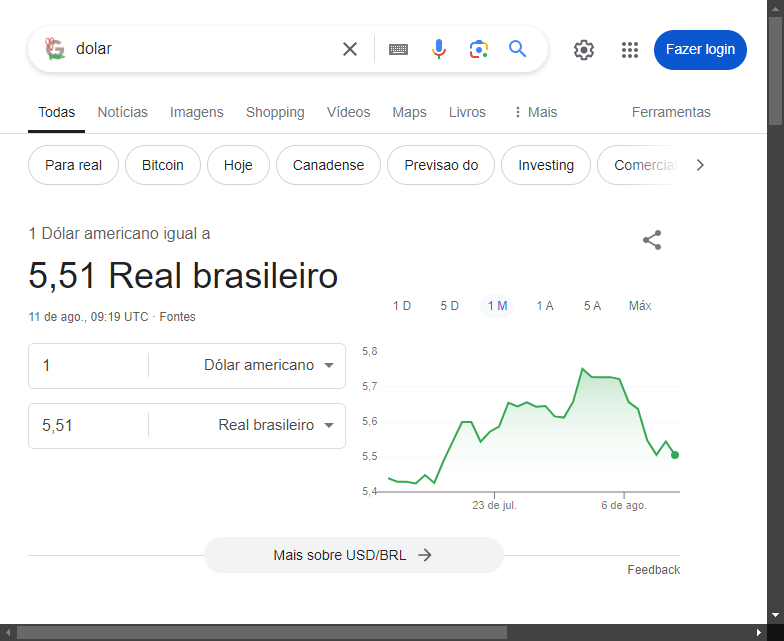 dolar
Fazer login
Todas Notícias Imagens Shopping Vídeos Maps Livros Mais Ferramentas
Para real Bitcoin Hoje Canadense Previsao do Investing Comercial
1 Dólar americano igual a
5,51 Real brasileiro
11 de ago., 09:19 UTC · Fontes
1 D 5 D 1 M 1 A 5 A Máx
1 Dólar americano
5,51 Real brasileiro
5,8
5,7
5,6
5,5
5,4
23 de jul. 6 de ago.
Mais sobre USD/BRL
Feedback